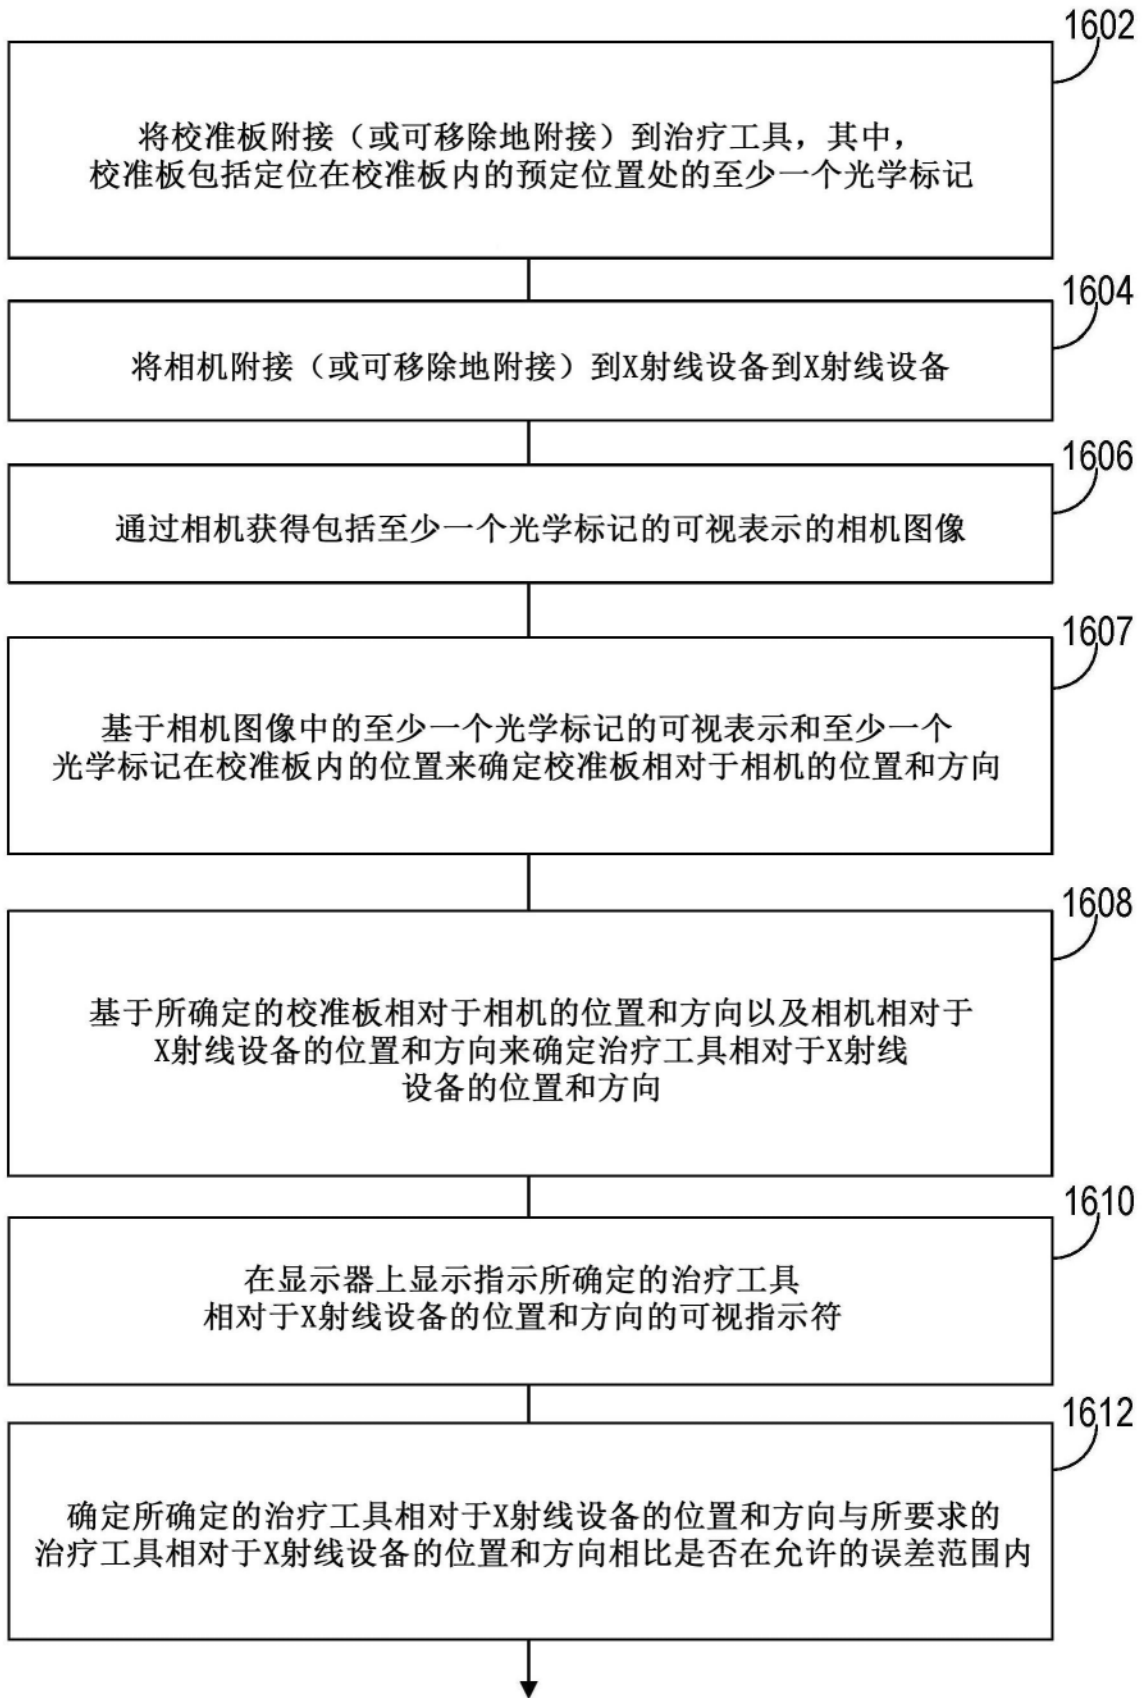 1602
将校准板附接（或可移除地附接）到治疗工具，其中，
校准板包括定位在校准板内的预定位置处的至少一个光学标记
1604
将相机附接（或可移除地附接）到X射线设备到X射线设备
1606
通过相机获得包括至少一个光学标记的可视表示的相机图像
1607
基于相机图像中的至少一个光学标记的可视表示和至少一个
光学标记在校准板内的位置来确定校准板相对于相机的位置和方向
1608
基于所确定的校准板相对于相机的位置和方向以及相机相对于
X射线设备的位置和方向来确定治疗工具相对于X射线
设备的位置和方向
1610
在显示器上显示指示所确定的治疗工具
相对于X射线设备的位置和方向的可视指示符
1612
确定所确定的治疗工具相对于X射线设备的位置和方向与所要求的
治疗工具相对于X射线设备的位置和方向相比是否在允许的误差范围内